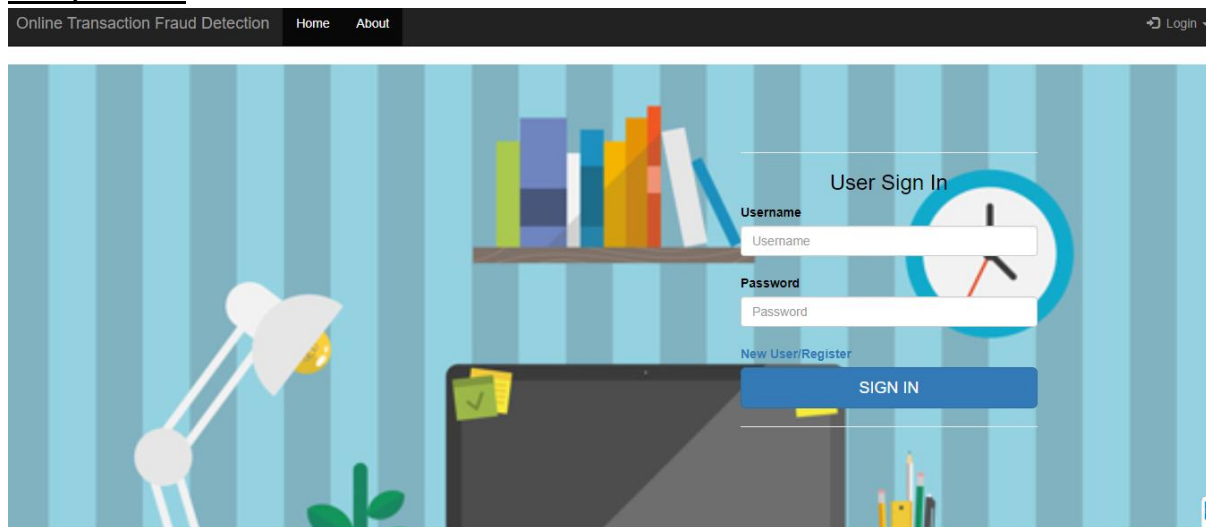 Online Transaction Fraud Detection Home About Login
User Sign In
Username
Username
Password
Password
New User/Register
SIGN IN